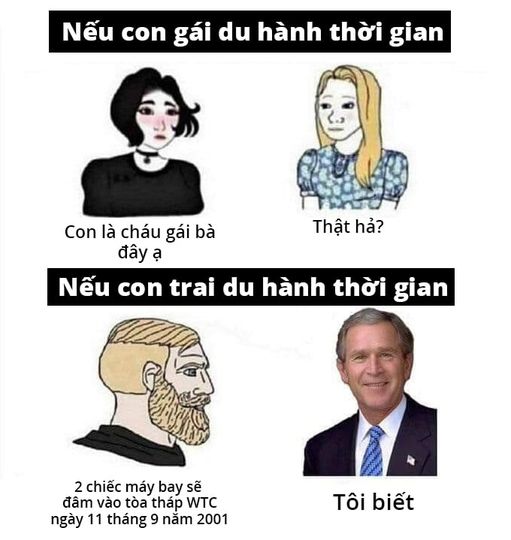 Nếu con gái du hành thời gian
Con là cháu gái bà
đây ạ
Thật hả?
Nếu con trai du hành thời gian
2 chiếc máy bay sẽ
đâm vào tòa tháp WTC
ngày 11 tháng 9 năm 2001
Tôi biết